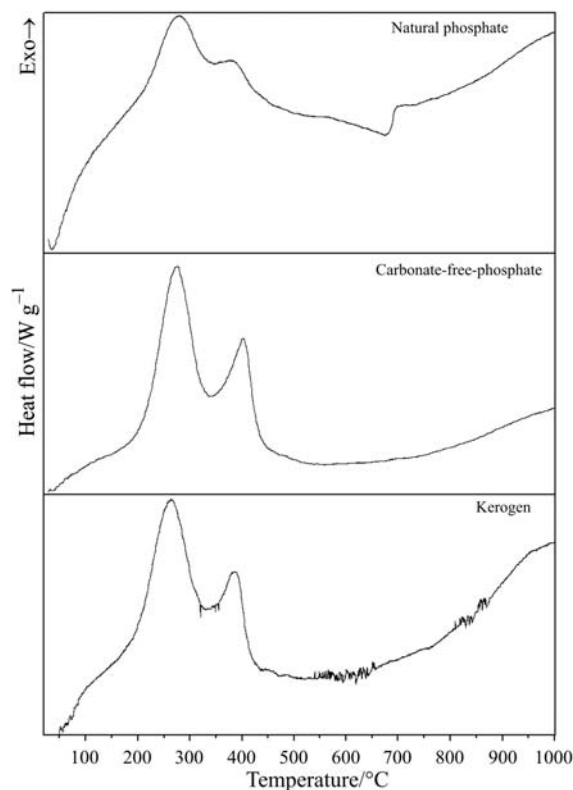 Exo→
Natural phosphate
Carbonate-free-phosphate
Heat flow/W g⁻¹
Kerogen
100 200 300 400 500 600 700 800 900 1000
Temperature/°C